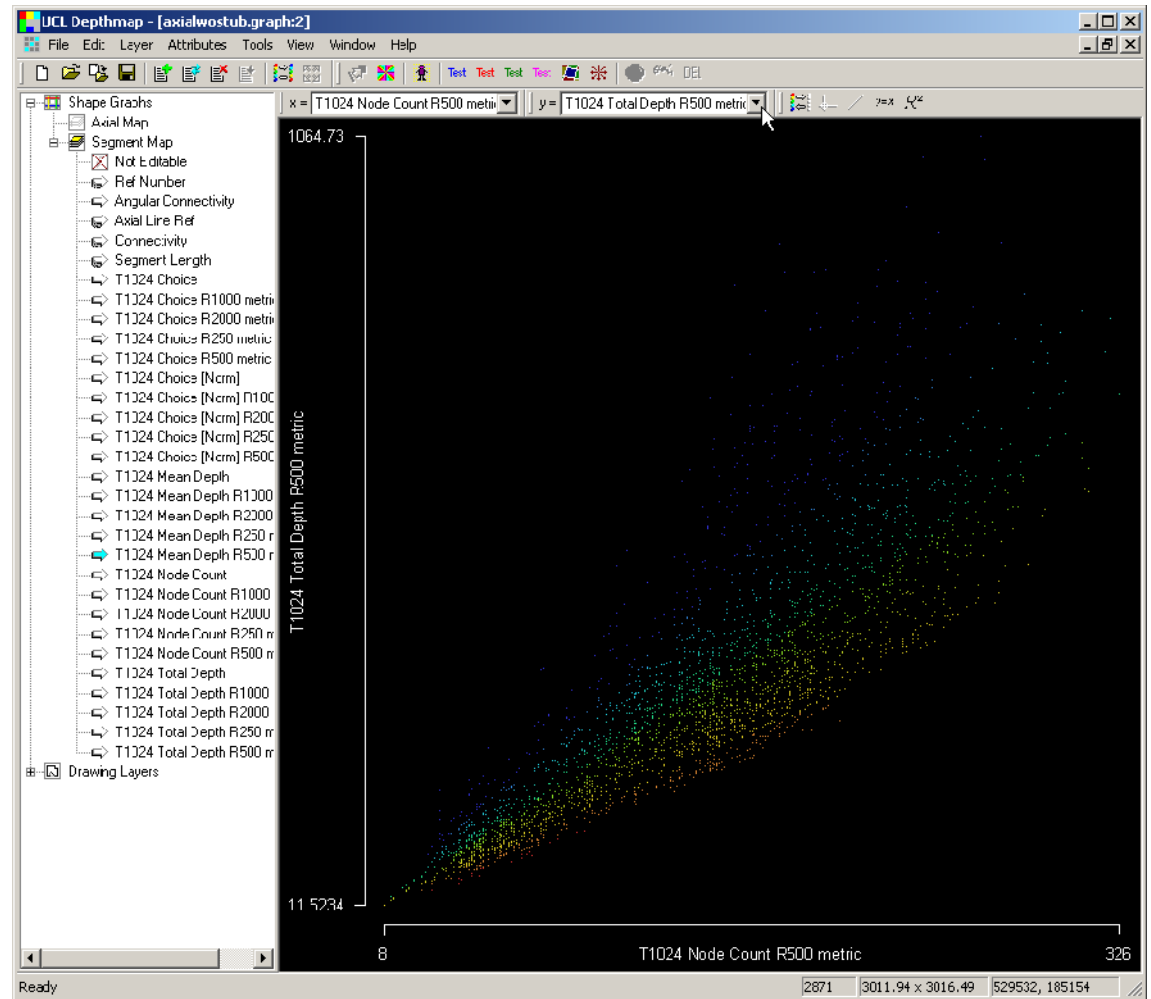 UCL Depthmap - [axialwostub.graph:2]
File Edit Layer Attributes Tools View Window Help
Test Test Test Test DEL
Shape Graphs
x = T1024 Node Count R500 metric
y = T1024 Total Depth R500 metric
y=x R²
Axial Map
Segment Map
Not Editable
Ref Number
Angular Connectivity
Axial Line Ref
Connectivity
Segment Length
T1024 Choice
T1024 Choice R1000 metric
T1024 Choice R2000 metric
T1024 Choice R250 metric
T1024 Choice R500 metric
T1024 Choice [Norm]
T1024 Choice [Norm] R100
T1024 Choice [Norm] R200
T1024 Choice [Norm] R250
T1024 Choice [Norm] R500
T1024 Mean Depth
T1024 Mean Depth R1000
T1024 Mean Depth R2000
T1024 Mean Depth R250 r
T1024 Mean Depth R500 r
T1024 Node Count
T1024 Node Count R1000
T1024 Node Count R2000
T1024 Node Count R250 m
T1024 Node Count R500 m
T1024 Total Depth
T1024 Total Depth R1000
T1024 Total Depth R2000
T1024 Total Depth R250 m
T1024 Total Depth R500 m
Drawing Layers
1064.73
T1024 Total Depth R500 metric
11.5234
8
T1024 Node Count R500 metric
326
Ready
2871
3011.94 x 3016.49
529532, 185154